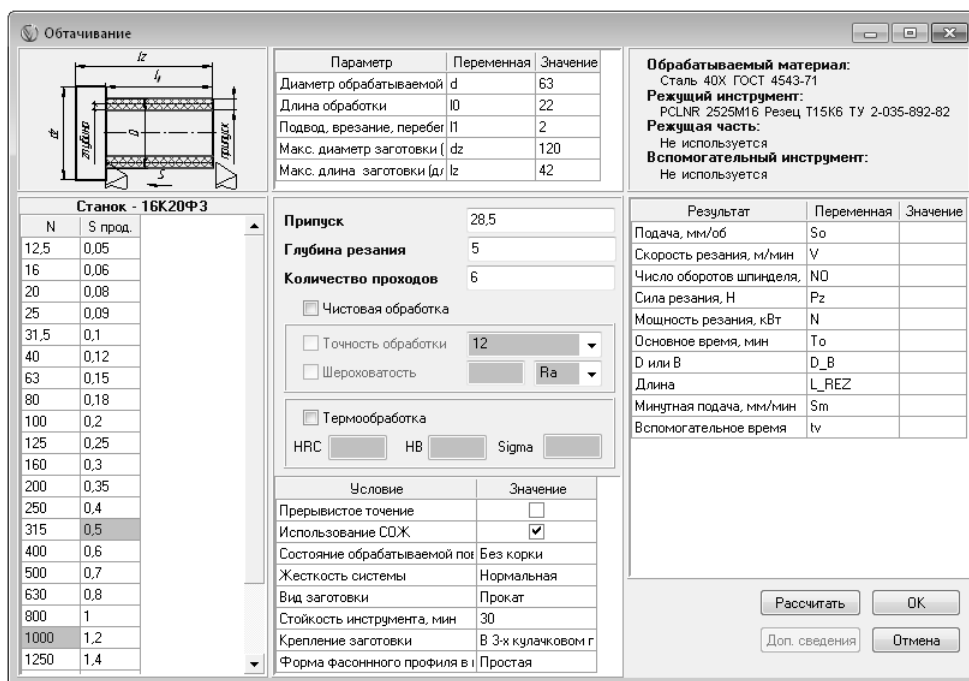 Обтачивание
lz
l1
dz
глубина
D
припуск
S
Параметр Переменная Значение
Диаметр обрабатываемой d 63
Длина обработки l0 22
Подвод, врезание, перебег l1 2
Макс. диаметр заготовки ( dz 120
Макс. длина заготовки (дл lz 42
Обрабатываемый материал:
Сталь 40Х ГОСТ 4543-71
Режущий инструмент:
PCLNR 2525M16 Резец Т15К6 ТУ 2-035-892-82
Режущая часть:
Не используется
Вспомогательный инструмент:
Не используется
Станок - 16К20Ф3
N S прод.
12,5 0,05
16 0,06
20 0,08
25 0,09
31,5 0,1
40 0,12
63 0,15
80 0,18
100 0,2
125 0,25
160 0,3
200 0,35
250 0,4
315 0,5
400 0,6
500 0,7
630 0,8
800 1
1000 1,2
1250 1,4
Припуск 28,5
Глубина резания 5
Количество проходов 6
Чистовая обработка
Точность обработки 12
Шероховатость Ra
Термообработка
HRC HB Sigma
Условие Значение
Прерывистое точение
Использование СОЖ
Состояние обрабатываемой пов Без корки
Жесткость системы Нормальная
Вид заготовки Прокат
Стойкость инструмента, мин 30
Крепление заготовки В 3-х кулачковом п
Форма фасоннного профиля в Простая
Результат Переменная Значение
Подача, мм/об So
Скорость резания, м/мин V
Число оборотов шпинделя, NO
Сила резания, Н Pz
Мощность резания, кВт N
Основное время, мин To
D или B D_B
Длина L_REZ
Минутная подача, мм/мин Sm
Вспомогательное время tv
Рассчитать OK
Доп. сведения Отмена